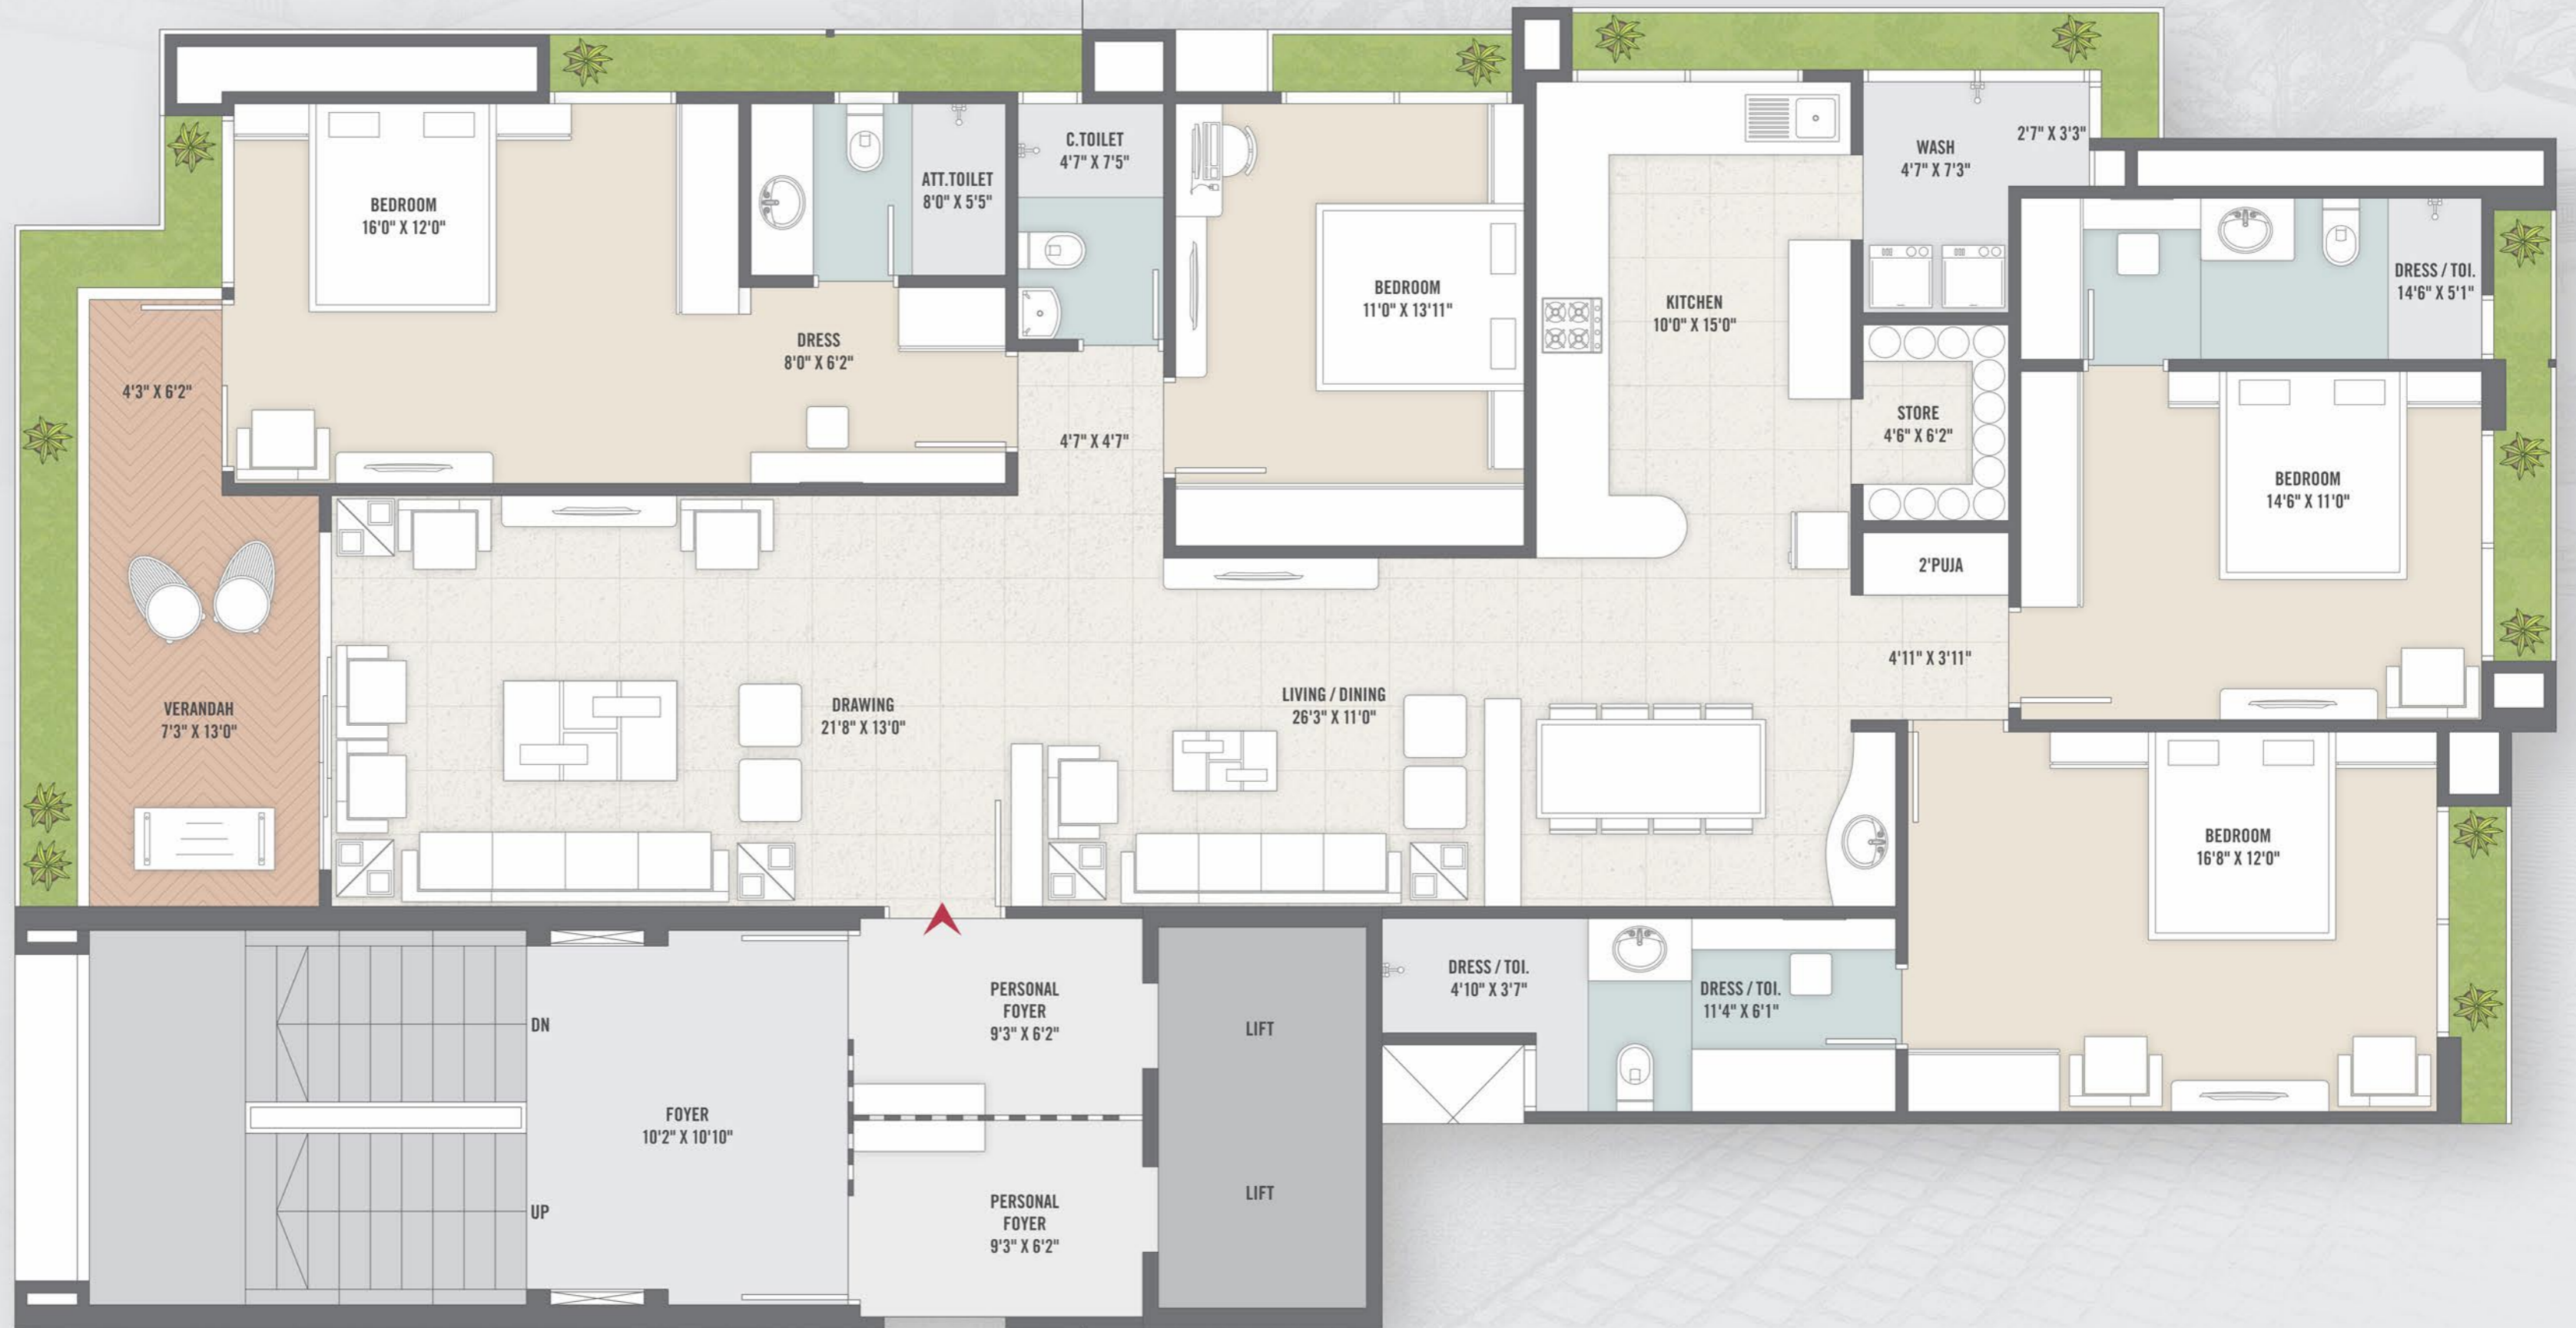 BEDROOM
16'0" X 12'0"
ATT.TOILET
8'0" X 5'5"
C.TOILET
4'7" X 7'5"
BEDROOM
11'0" X 13'11"
KITCHEN
10'0" X 15'0"
WASH
4'7" X 7'3"
2'7" X 3'3"
DRESS / TOI.
14'6" X 5'1"
DRESS
8'0" X 6'2"
4'3" X 6'2"
4'7" X 4'7"
STORE
4'6" X 6'2"
BEDROOM
14'6" X 11'0"
2'PUJA
4'11" X 3'11"
VERANDAH
7'3" X 13'0"
DRAWING
21'8" X 13'0"
LIVING / DINING
26'3" X 11'0"
BEDROOM
16'8" X 12'0"
DRESS / TOI.
4'10" X 3'7"
DRESS / TOI.
11'4" X 6'1"
PERSONAL
FOYER
9'3" X 6'2"
LIFT
DN
FOYER
10'2" X 10'10"
UP
PERSONAL
FOYER
9'3" X 6'2"
LIFT